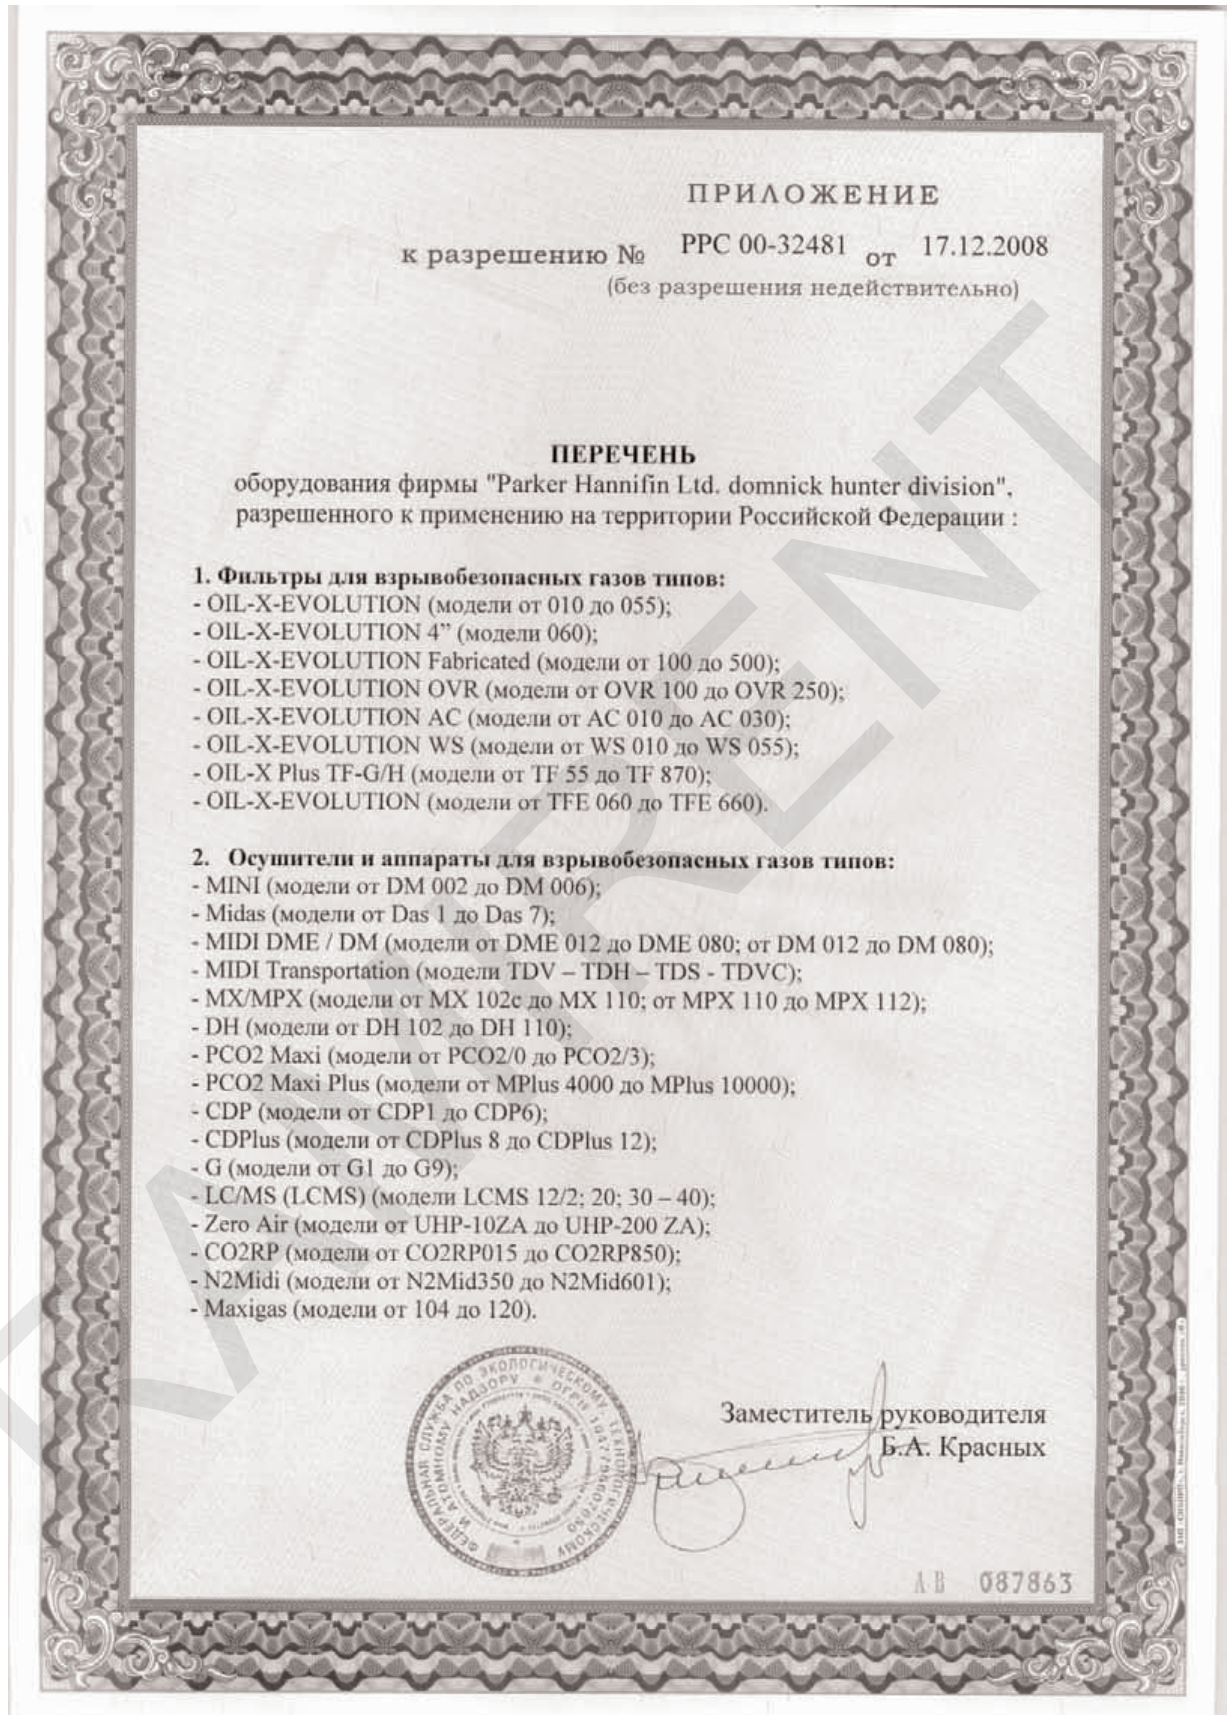 ПРИЛОЖЕНИЕ
к разрешению № РРС 00-32481 от 17.12.2008
(без разрешения недействительно)
ПЕРЕЧЕНЬ
оборудования фирмы "Parker Hannifin Ltd. domnick hunter division",
разрешенного к применению на территории Российской Федерации :
1. Фильтры для взрывобезопасных газов типов:
- OIL-X-EVOLUTION (модели от 010 до 055);
- OIL-X-EVOLUTION 4” (модели 060);
- OIL-X-EVOLUTION Fabricated (модели от 100 до 500);
- OIL-X-EVOLUTION OVR (модели от OVR 100 до OVR 250);
- OIL-X-EVOLUTION AC (модели от AC 010 до AC 030);
- OIL-X-EVOLUTION WS (модели от WS 010 до WS 055);
- OIL-X Plus TF-G/H (модели от TF 55 до TF 870);
- OIL-X-EVOLUTION (модели от TFE 060 до TFE 660).
2. Осушители и аппараты для взрывобезопасных газов типов:
- MINI (модели от DM 002 до DM 006);
- Midas (модели от Das 1 до Das 7);
- MIDI DME / DM (модели от DME 012 до DME 080; от DM 012 до DM 080);
- MIDI Transportation (модели TDV – TDH – TDS - TDVC);
- MX/MPX (модели от MX 102c до MX 110; от MPX 110 до MPX 112);
- DH (модели от DH 102 до DH 110);
- PCO2 Maxi (модели от PCO2/0 до PCO2/3);
- PCO2 Maxi Plus (модели от MPlus 4000 до MPlus 10000);
- CDP (модели от CDP1 до CDP6);
- CDPlus (модели от CDPlus 8 до CDPlus 12);
- G (модели от G1 до G9);
- LC/MS (LCMS) (модели LCMS 12/2; 20; 30 – 40);
- Zero Air (модели от UHP-10ZA до UHP-200 ZA);
- CO2RP (модели от CO2RP015 до CO2RP850);
- N2Midi (модели от N2Mid350 до N2Mid601);
- Maxigas (модели от 104 до 120).
ФЕДЕРАЛЬНАЯ СЛУЖБА ПО ЭКОЛОГИЧЕСКОМУ, ТЕХНОЛОГИЧЕСКОМУ
И АТОМНОМУ НАДЗОРУ
Заместитель руководителя
Б.А. Красных
АВ 087863
RAMRENT